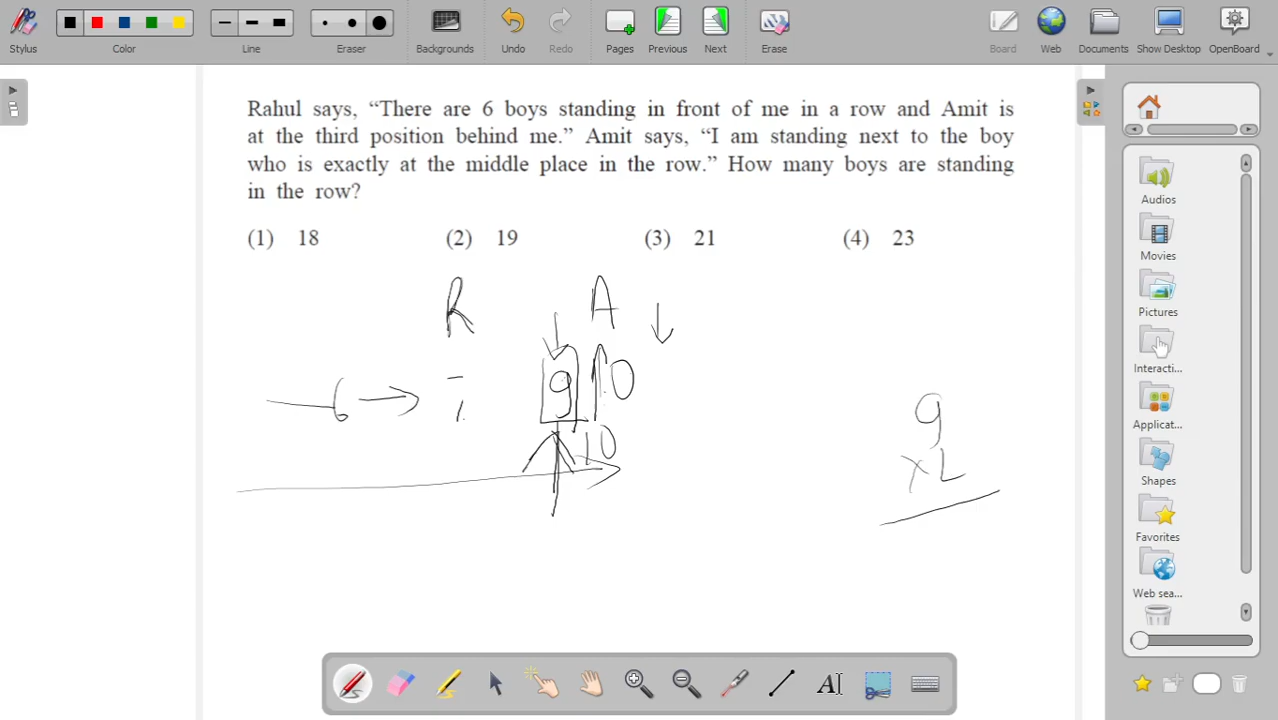 Stylus
Color
Line
Eraser
Backgrounds
Undo
Redo
Pages
Previous
Next
Erase
Board
Web
Documents
Show Desktop
OpenBoard
Rahul says, “There are 6 boys standing in front of me in a row and Amit is
at the third position behind me.” Amit says, “I am standing next to the boy
who is exactly at the middle place in the row.” How many boys are standing
in the row?
(1) 18 (2) 19 (3) 21 (4) 23
R A
6 9 10
10
9
x2
Audios
Movies
Pictures
Interacti...
Applicat...
Shapes
Favorites
Web sea...